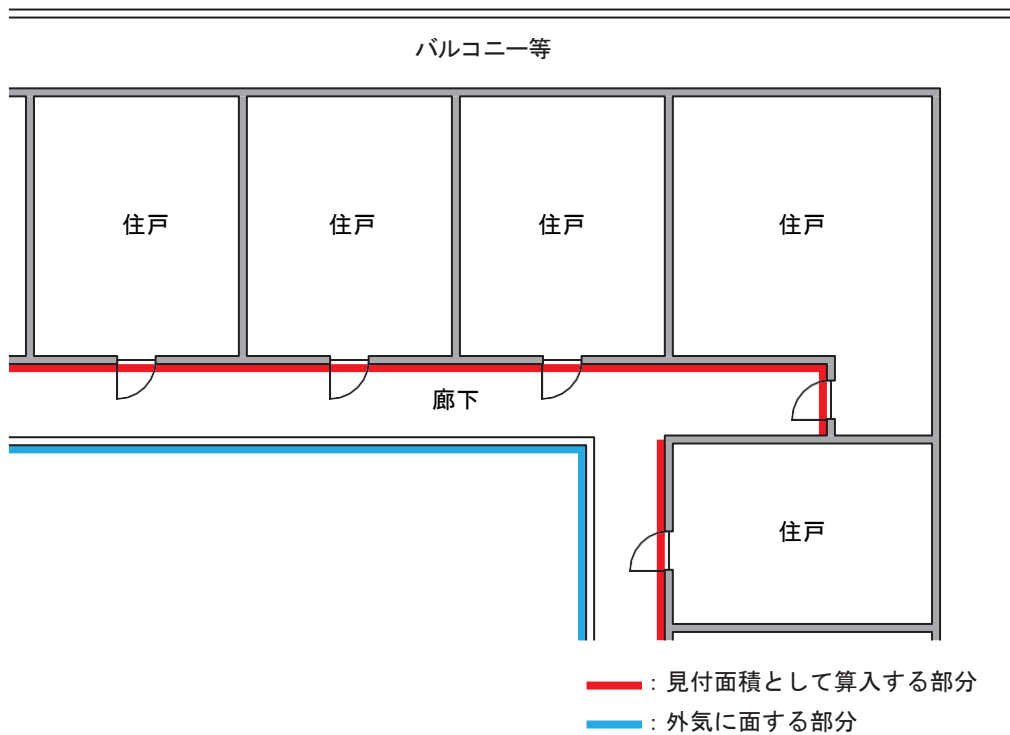 バルコニー等
住戸
住戸
住戸
住戸
廊下
住戸
：見付面積として算入する部分
：外気に面する部分